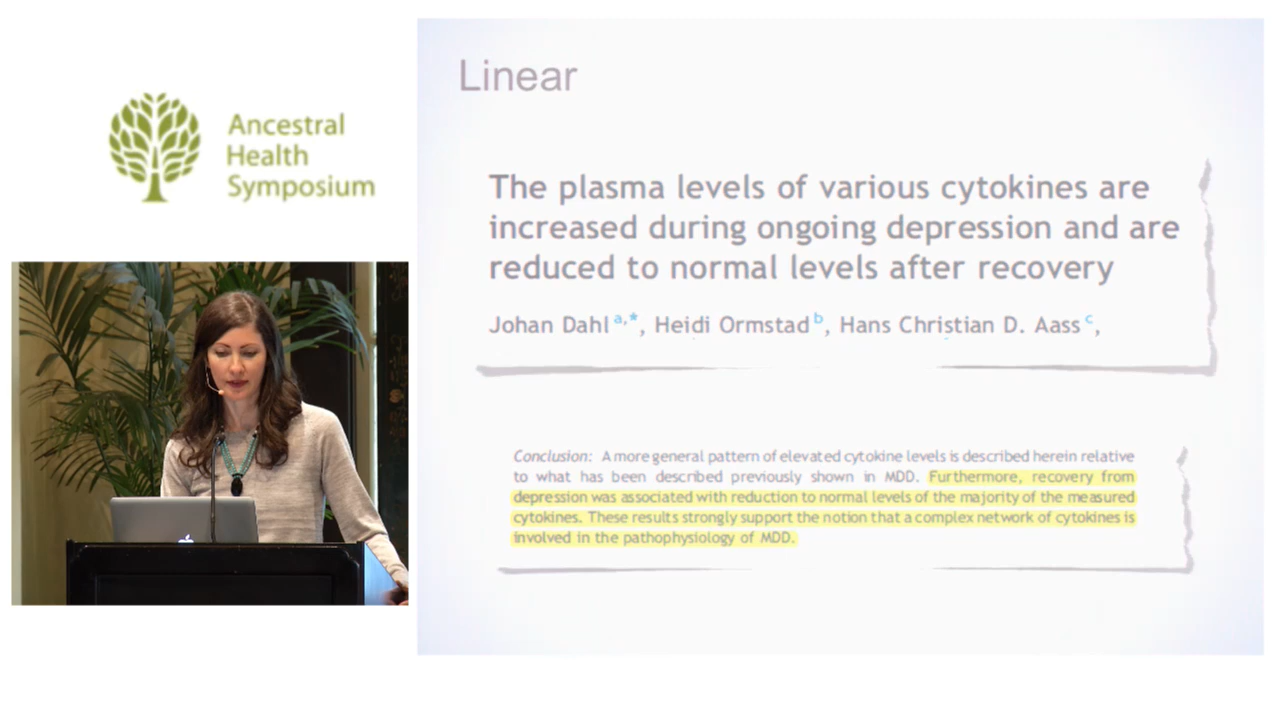 Ancestral
Health
Symposium
Linear
The plasma levels of various cytokines are
increased during ongoing depression and are
reduced to normal levels after recovery
Johan Dahl a,*, Heidi Ormstad b, Hans Christian D. Aass c,
Conclusion: A more general pattern of elevated cytokine levels is described herein relative
to what has been described previously shown in MDD. Furthermore, recovery from
depression was associated with reduction to normal levels of the majority of the measured
cytokines. These results strongly support the notion that a complex network of cytokines is
involved in the pathophysiology of MDD.